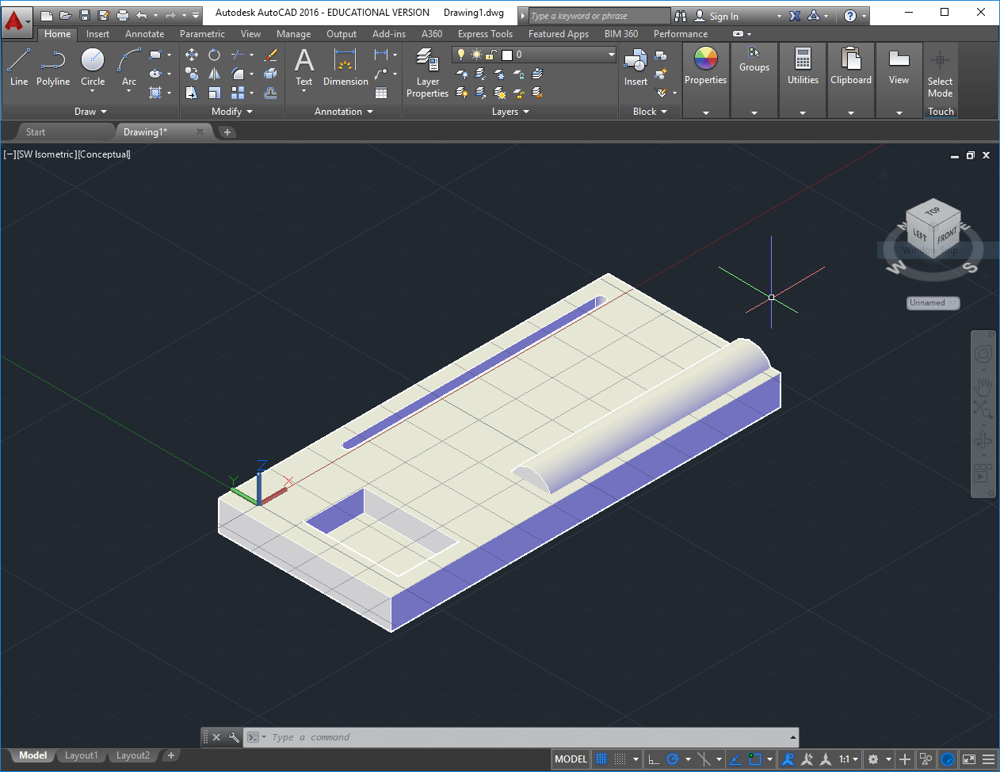 Autodesk AutoCAD 2016 - EDUCATIONAL VERSION Drawing1.dwg
Type a keyword or phrase
Sign In
Home Insert Annotate Parametric View Manage Output Add-ins A360 Express Tools Featured Apps BIM 360 Performance
Line Polyline Circle Arc
Text Dimension
Layer Properties
0
Insert
Properties
Groups
Utilities
Clipboard
View
Select Mode
Draw Modify Annotation Layers Block Touch
Start Drawing1*
[−][SW Isometric][Conceptual]
TOP
LEFT FRONT
N E
W S
Window Snip
Unnamed
Z
Y X
Type a command
Model Layout1 Layout2
MODEL 1:1